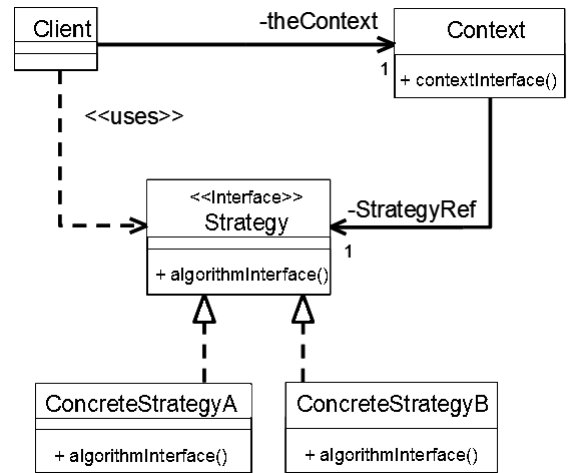 Client
-theContext
1
Context
+ contextInterface()
<<uses>>
<<Interface>>
Strategy
+ algorithmInterface()
-StrategyRef
1
ConcreteStrategyA
+ algorithmInterface()
ConcreteStrategyB
+ algorithmInterface()